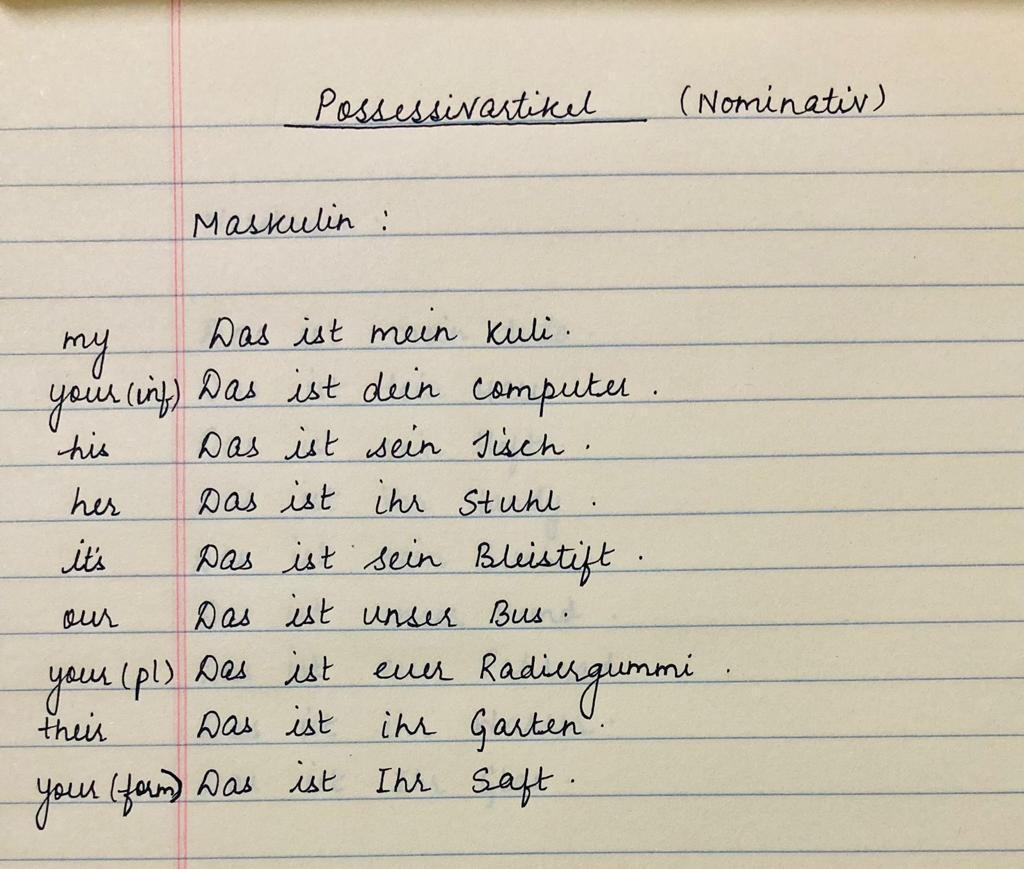 Possessivartikel (Nominativ)
Maskulin :
my Das ist mein Kuli.
your (inf) Das ist dein Computer.
his Das ist sein Tisch.
her Das ist ihr Stuhl.
it's Das ist sein Bleistift.
our Das ist unser Bus.
your (pl) Das ist euer Radiergummi.
their Das ist ihr Garten.
your (form) Das ist Ihr Saft.